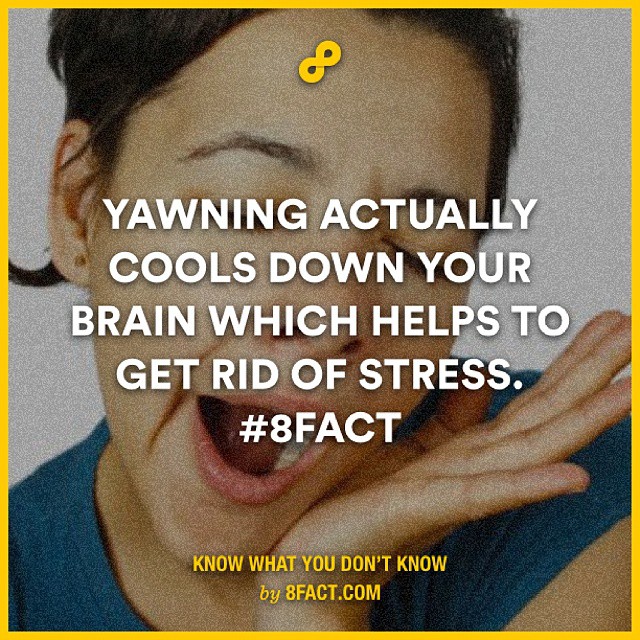 YAWNING ACTUALLY
COOLS DOWN YOUR
BRAIN WHICH HELPS TO
GET RID OF STRESS.
#8FACT
KNOW WHAT YOU DON'T KNOW
by 8FACT.COM